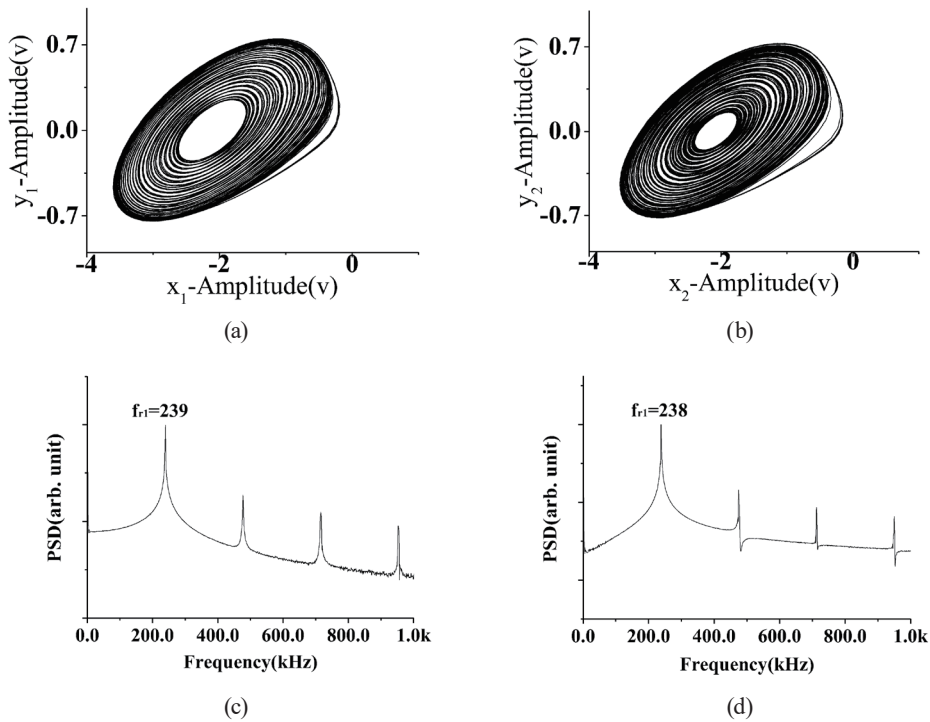 0.7
0.0
-0.7
y1-Amplitude(v)
-4
-2
0
x1-Amplitude(v)
(a)
0.7
0.0
-0.7
y2-Amplitude(v)
-4
-2
0
x2-Amplitude(v)
(b)
fr1=239
PSD(arb. unit)
0.0
200.0
400.0
600.0
800.0
1.0k
Frequency(kHz)
(c)
fr1=238
PSD(arb. unit)
0.0
200.0
400.0
600.0
800.0
1.0k
Frequency(kHz)
(d)